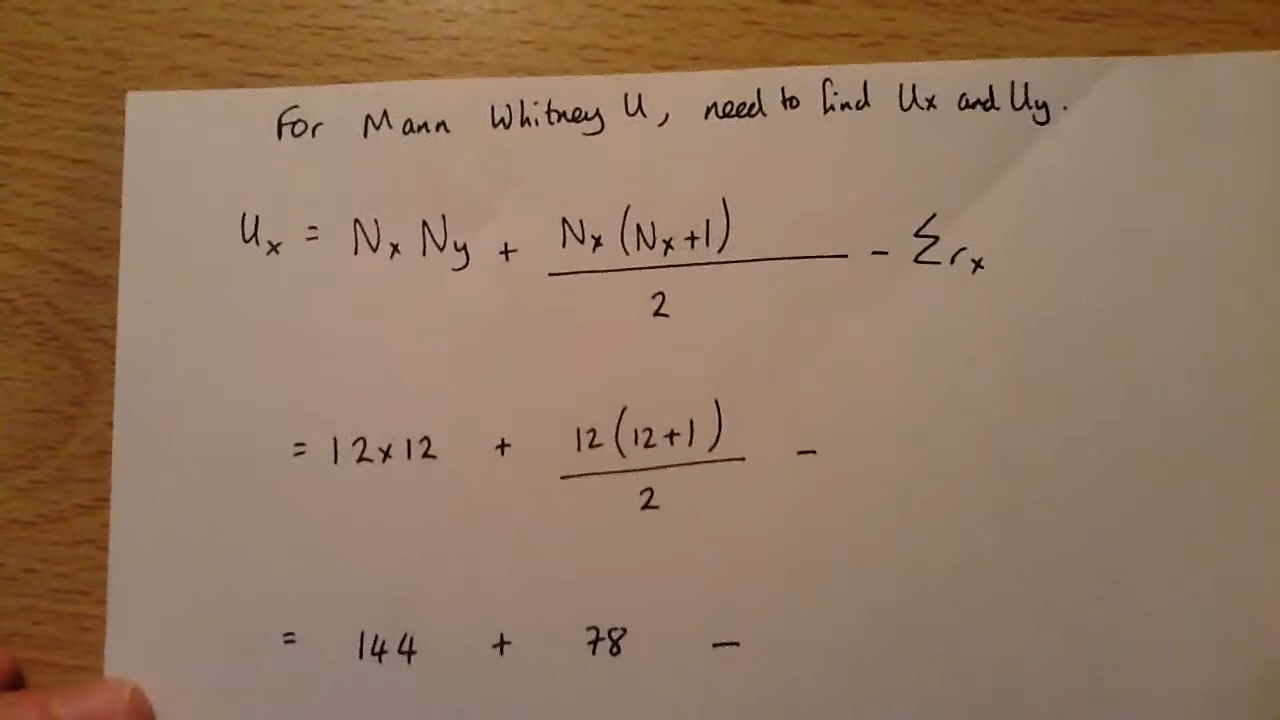 For Mann Whitney U, need to find Ux and Uy.
Ux = Nx Ny + Nx (Nx+1) / 2 - Σrx
= 12x12 + 12(12+1) / 2 -
= 144 + 78 -